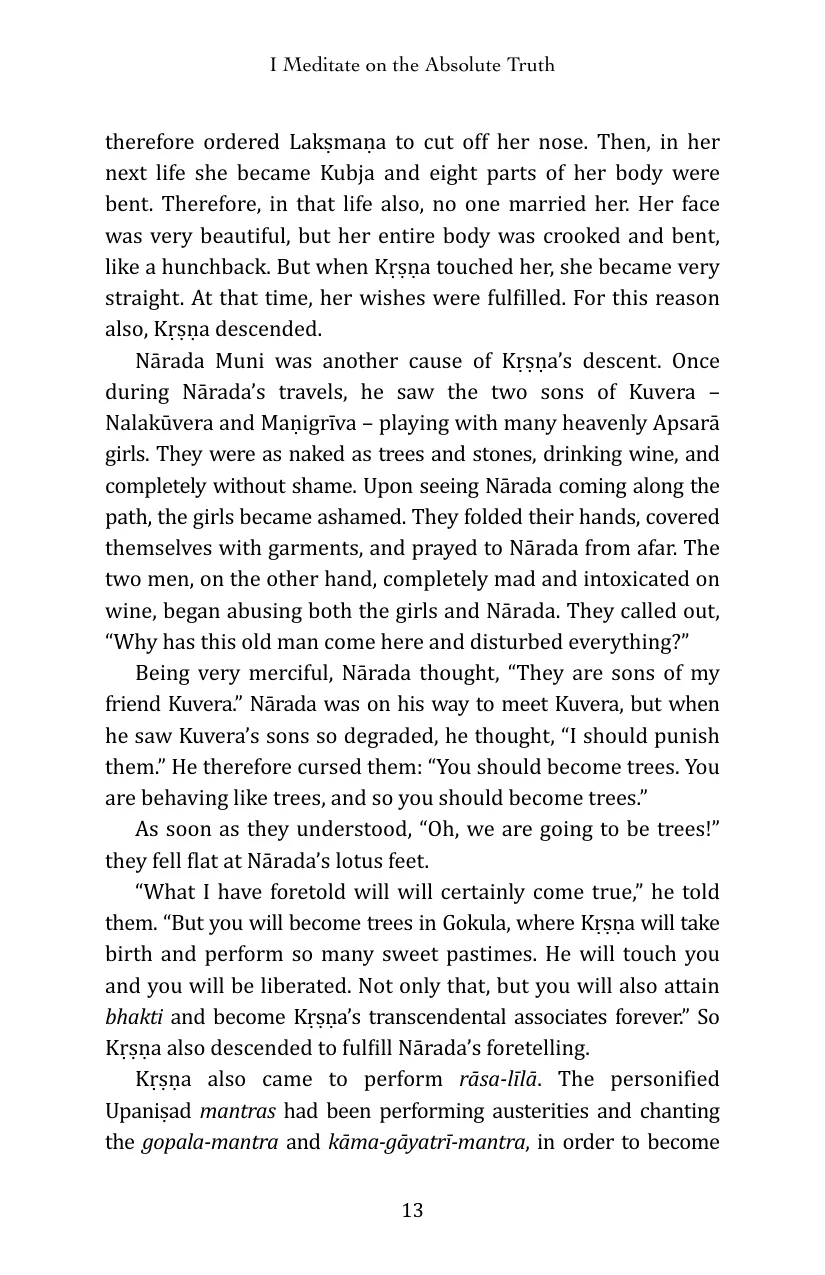 I Meditate on the Absolute Truth
therefore ordered Lakṣmaṇa to cut off her nose. Then, in her
next life she became Kubja and eight parts of her body were
bent. Therefore, in that life also, no one married her. Her face
was very beautiful, but her entire body was crooked and bent,
like a hunchback. But when Kṛṣṇa touched her, she became very
straight. At that time, her wishes were fulfilled. For this reason
also, Kṛṣṇa descended.
Nārada Muni was another cause of Kṛṣṇa’s descent. Once
during Nārada’s travels, he saw the two sons of Kuvera –
Nalakūvera and Maṇigrīva – playing with many heavenly Apsarā
girls. They were as naked as trees and stones, drinking wine, and
completely without shame. Upon seeing Nārada coming along the
path, the girls became ashamed. They folded their hands, covered
themselves with garments, and prayed to Nārada from afar. The
two men, on the other hand, completely mad and intoxicated on
wine, began abusing both the girls and Nārada. They called out,
“Why has this old man come here and disturbed everything?”
Being very merciful, Nārada thought, “They are sons of my
friend Kuvera.” Nārada was on his way to meet Kuvera, but when
he saw Kuvera’s sons so degraded, he thought, “I should punish
them.” He therefore cursed them: “You should become trees. You
are behaving like trees, and so you should become trees.”
As soon as they understood, “Oh, we are going to be trees!”
they fell flat at Nārada’s lotus feet.
“What I have foretold will will certainly come true,” he told
them. “But you will become trees in Gokula, where Kṛṣṇa will take
birth and perform so many sweet pastimes. He will touch you
and you will be liberated. Not only that, but you will also attain
bhakti and become Kṛṣṇa’s transcendental associates forever.” So
Kṛṣṇa also descended to fulfill Nārada’s foretelling.
Kṛṣṇa also came to perform rāsa-līlā. The personified
Upaniṣad mantras had been performing austerities and chanting
the gopala-mantra and kāma-gāyatrī-mantra, in order to become
13